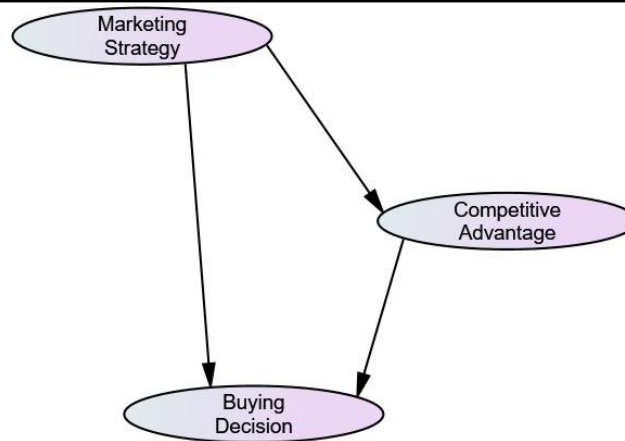 Marketing
Strategy
Competitive
Advantage
Buying
Decision